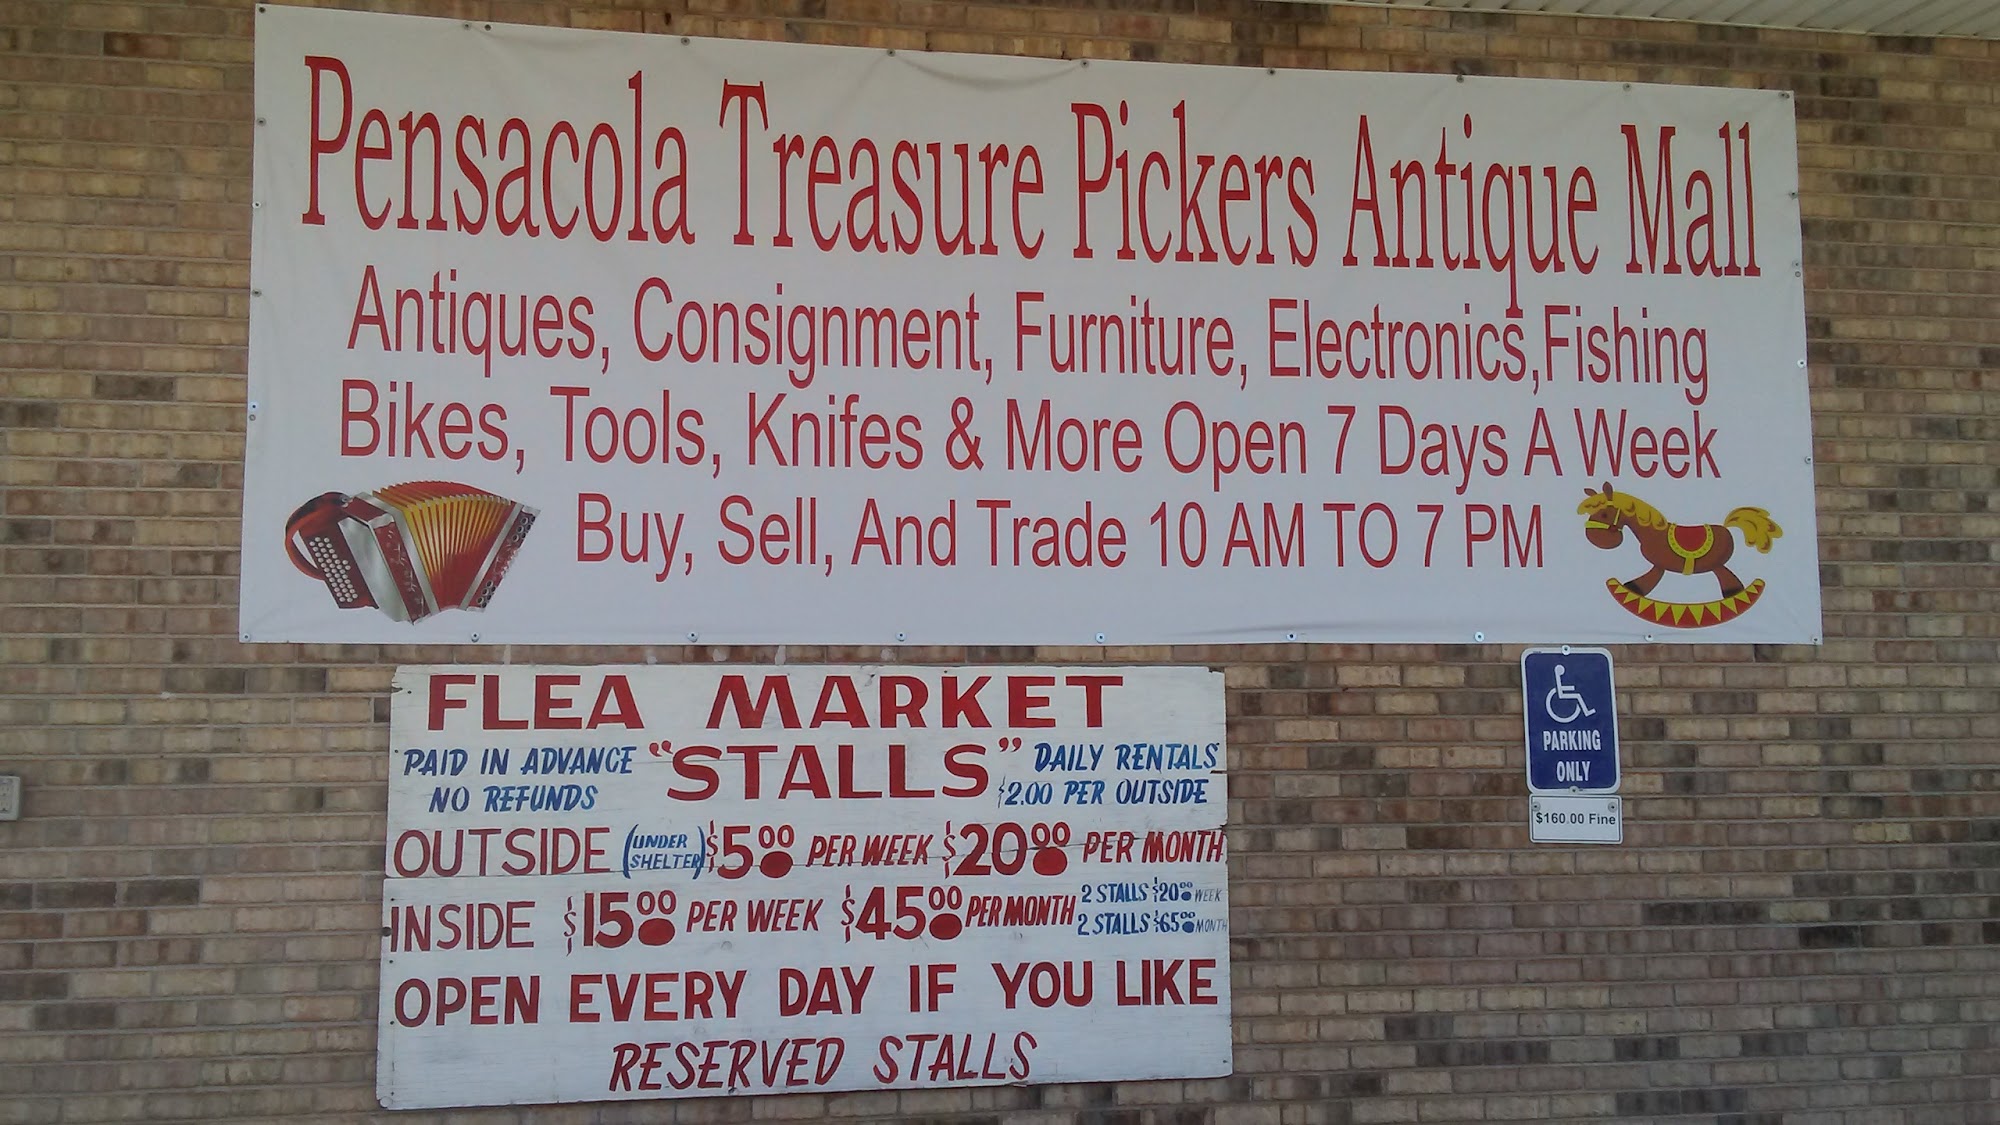 Pensacola Treasure Pickers Antique Mall
Antiques, Consignment, Furniture, Electronics,Fishing
Bikes, Tools, Knifes & More Open 7 Days A Week
Buy, Sell, And Trade 10 AM TO 7 PM
FLEA MARKET
"STALLS"
PAID IN ADVANCE
NO REFUNDS
DAILY RENTALS
$2.00 PER OUTSIDE
OUTSIDE (UNDER SHELTER) $5.00 PER WEEK $20.00 PER MONTH
INSIDE $15.00 PER WEEK $45.00 PER MONTH
2 STALLS $20.00 WEEK
2 STALLS $65.00 MONTH
OPEN EVERY DAY IF YOU LIKE
RESERVED STALLS
PARKING
ONLY
$160.00 Fine